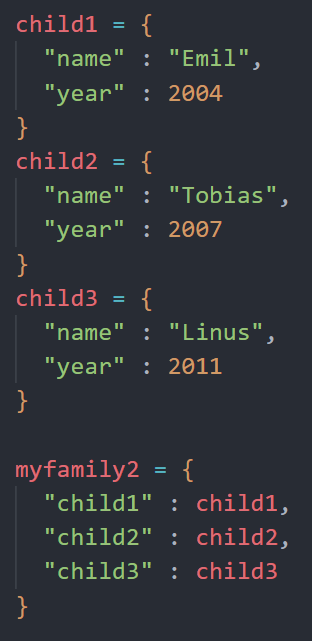 child1 = {
  "name" : "Emil",
  "year" : 2004
}
child2 = {
  "name" : "Tobias",
  "year" : 2007
}
child3 = {
  "name" : "Linus",
  "year" : 2011
}

myfamily2 = {
  "child1" : child1,
  "child2" : child2,
  "child3" : child3
}